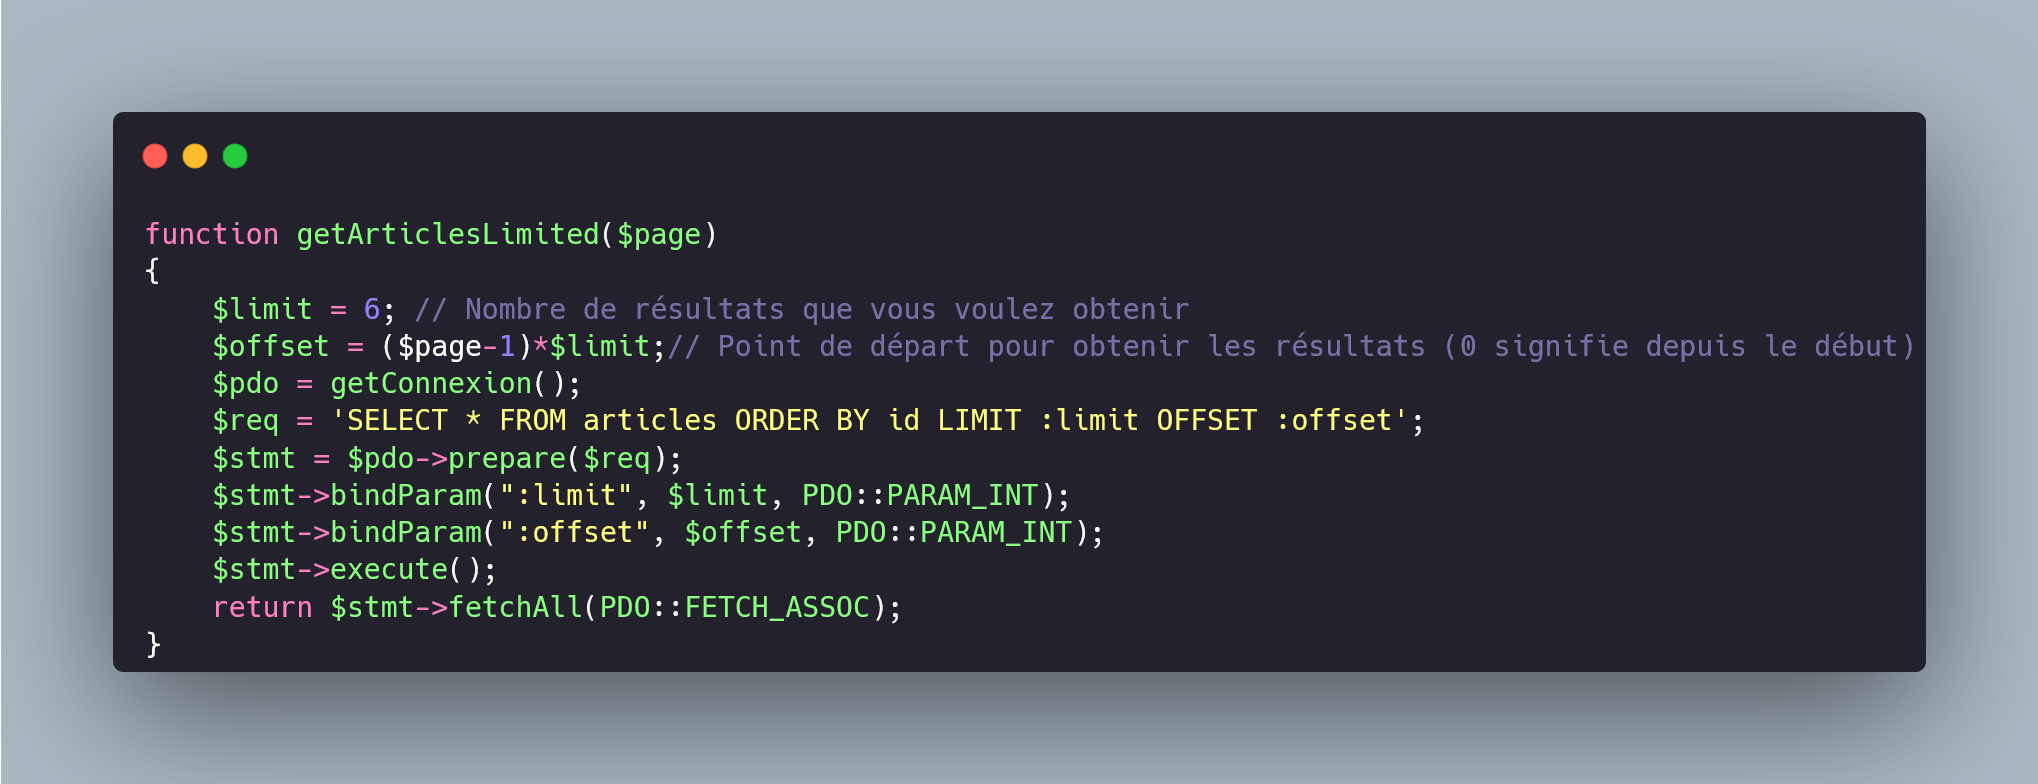 function getArticlesLimited($page)
{
    $limit = 6; // Nombre de résultats que vous voulez obtenir
    $offset = ($page-1)*$limit;// Point de départ pour obtenir les résultats (0 signifie depuis le début)
    $pdo = getConnexion();
    $req = 'SELECT * FROM articles ORDER BY id LIMIT :limit OFFSET :offset';
    $stmt = $pdo->prepare($req);
    $stmt->bindParam(":limit", $limit, PDO::PARAM_INT);
    $stmt->bindParam(":offset", $offset, PDO::PARAM_INT);
    $stmt->execute();
    return $stmt->fetchAll(PDO::FETCH_ASSOC);
}